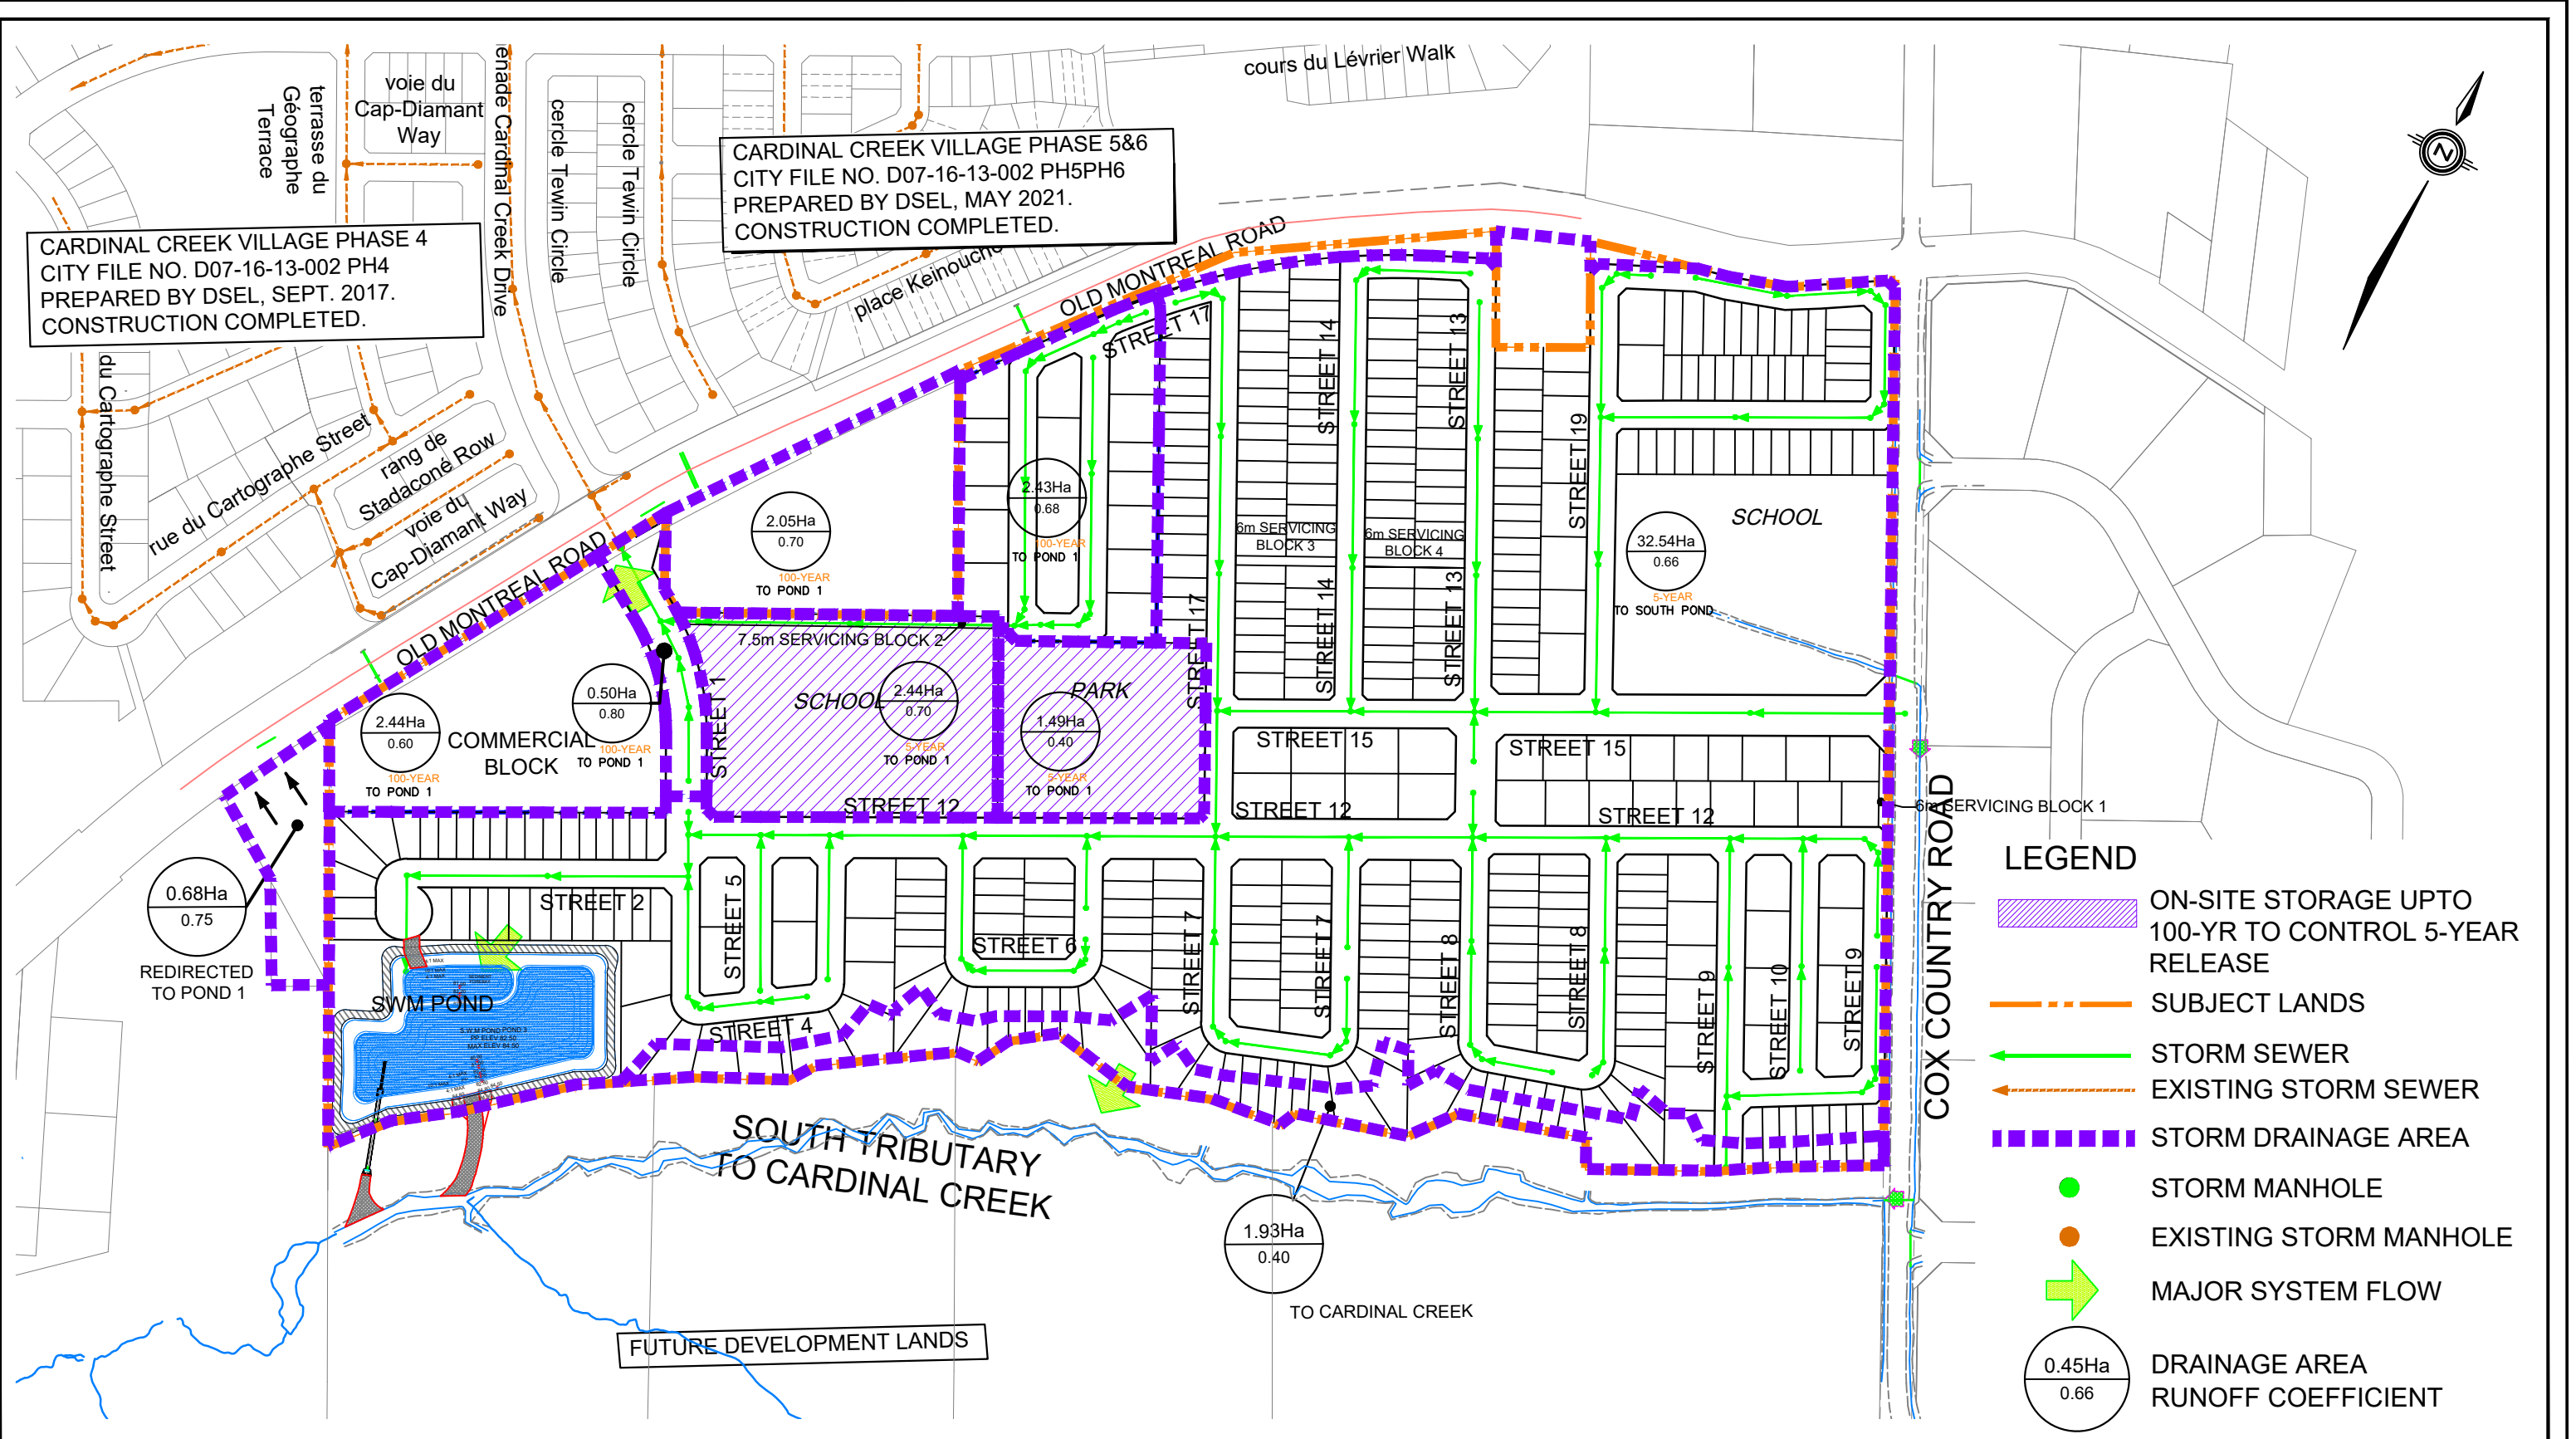 cours du Lévrier Walk
terrasse du
Géographe
Terrace
voie du
Cap-Diamant
Way
enade Cardinal Creek Drive
cercle Tewin Circle
cercle Tewin Circle
CARDINAL CREEK VILLAGE PHASE 5&6
CITY FILE NO. D07-16-13-002 PH5PH6
PREPARED BY DSEL, MAY 2021.
CONSTRUCTION COMPLETED.
CARDINAL CREEK VILLAGE PHASE 4
CITY FILE NO. D07-16-13-002 PH4
PREPARED BY DSEL, SEPT. 2017.
CONSTRUCTION COMPLETED.
N
place Keinouche
OLD MONTREAL ROAD
STREET 17
du Cartographe Street
rue du Cartographe Street
rang de
Stadaconé Row
voie du
Cap-Diamant Way
OLD MONTREAL ROAD
STREET 14
STREET 13
STREET 19
2.05Ha
0.70
100-YEAR
TO POND 1
2.43Ha
0.68
100-YEAR
TO POND 1
6m SERVICING
BLOCK 3
6m SERVICING
BLOCK 4
SCHOOL
32.54Ha
0.66
5-YEAR
TO SOUTH POND
STREET 17
STREET 14
STREET 13
7.5m SERVICING BLOCK 2
2.44Ha
0.60
100-YEAR
TO POND 1
COMMERCIAL
BLOCK
0.50Ha
0.80
100-YEAR
TO POND 1
STREET 1
SCHOOL
2.44Ha
0.70
5-YEAR
TO POND 1
PARK
1.49Ha
0.40
5-YEAR
TO POND 1
STREET 15
STREET 15
STREET 12
STREET 12
STREET 12
6m SERVICING BLOCK 1
COX COUNTRY ROAD
0.68Ha
0.75
REDIRECTED
TO POND 1
STREET 2
STREET 5
STREET 6
STREET 7
STREET 7
STREET 8
STREET 8
STREET 9
STREET 10
STREET 9
STREET 4
SWM POND
SOUTH TRIBUTARY
TO CARDINAL CREEK
1.93Ha
0.40
TO CARDINAL CREEK
FUTURE DEVELOPMENT LANDS
LEGEND
ON-SITE STORAGE UPTO
100-YR TO CONTROL 5-YEAR
RELEASE
SUBJECT LANDS
STORM SEWER
EXISTING STORM SEWER
STORM DRAINAGE AREA
STORM MANHOLE
EXISTING STORM MANHOLE
MAJOR SYSTEM FLOW
0.45Ha
0.66
DRAINAGE AREA
RUNOFF COEFFICIENT